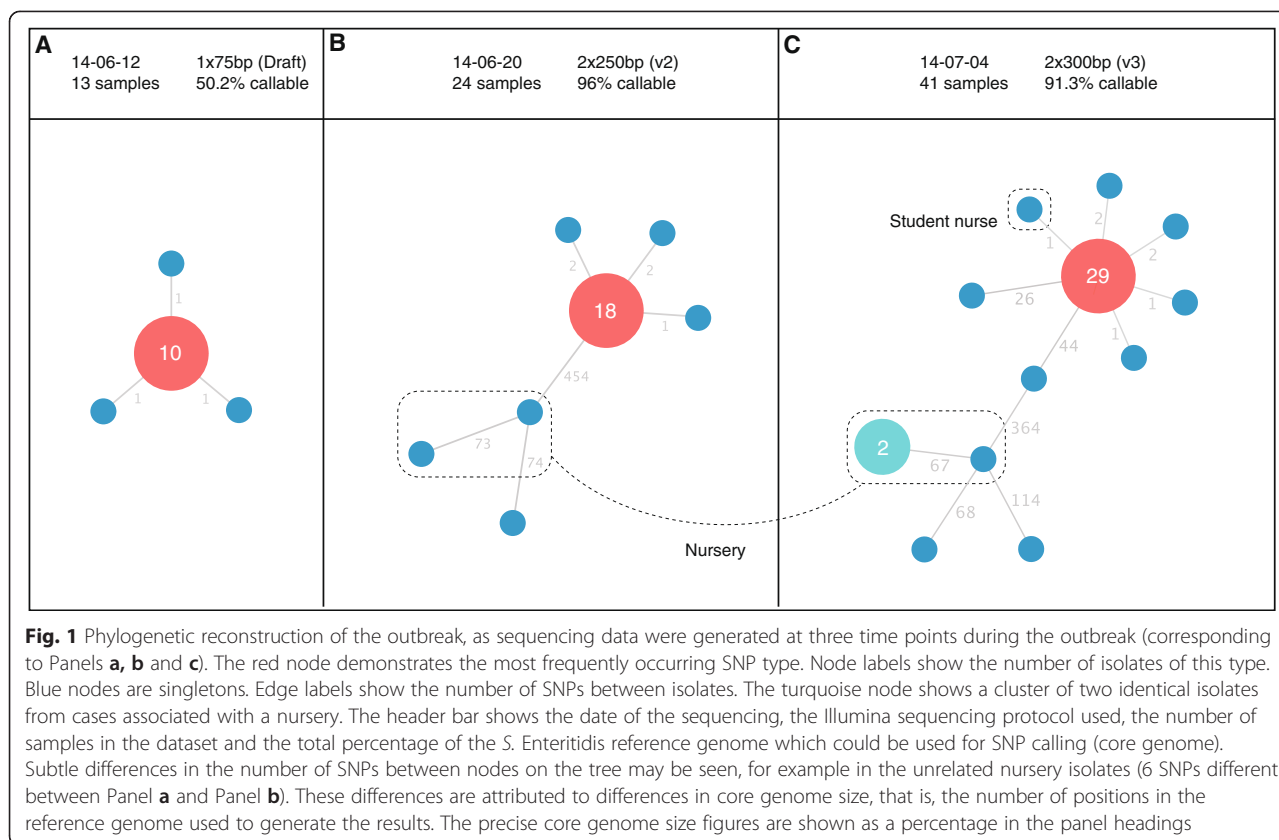 A
14-06-12 1x75bp (Draft)
13 samples 50.2% callable
1
10
1
1
B
14-06-20 2x250bp (v2)
24 samples 96% callable
2
2
18
1
454
73
74
Nursery
C
14-07-04 2x300bp (v3)
41 samples 91.3% callable
Student nurse
2
1
2
29
26
1
1
44
364
2
67
68
114
Fig. 1 Phylogenetic reconstruction of the outbreak, as sequencing data were generated at three time points during the outbreak (corresponding
to Panels a, b and c). The red node demonstrates the most frequently occurring SNP type. Node labels show the number of isolates of this type.
Blue nodes are singletons. Edge labels show the number of SNPs between isolates. The turquoise node shows a cluster of two identical isolates
from cases associated with a nursery. The header bar shows the date of the sequencing, the Illumina sequencing protocol used, the number of
samples in the dataset and the total percentage of the S. Enteritidis reference genome which could be used for SNP calling (core genome).
Subtle differences in the number of SNPs between nodes on the tree may be seen, for example in the unrelated nursery isolates (6 SNPs different
between Panel a and Panel b). These differences are attributed to differences in core genome size, that is, the number of positions in the
reference genome used to generate the results. The precise core genome size figures are shown as a percentage in the panel headings